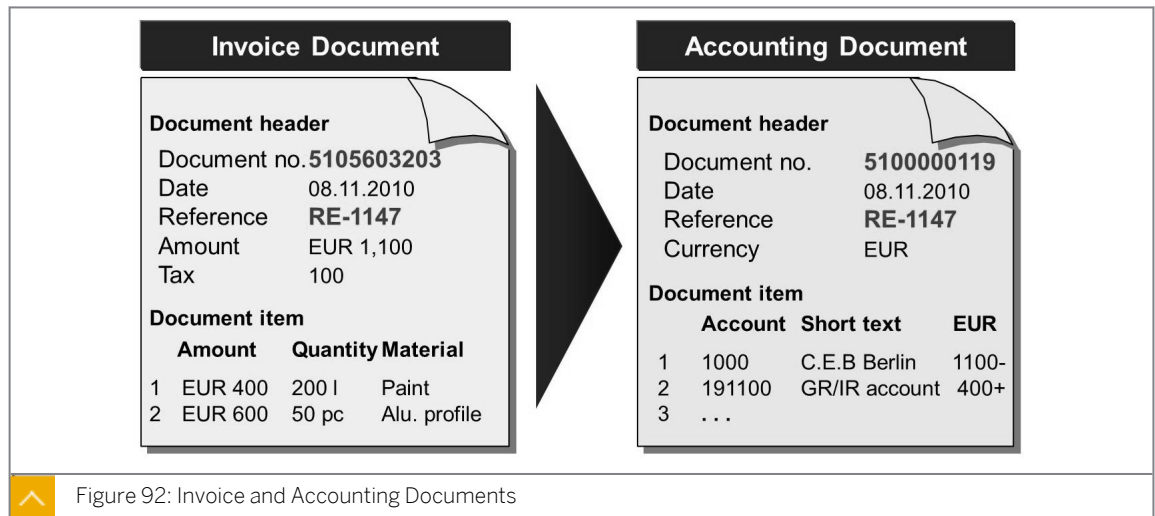 Invoice Document
Document header
Document no. 5105603203
Date 08.11.2010
Reference RE-1147
Amount EUR 1,100
Tax 100
Document item
Amount Quantity Material
1 EUR 400 200 l Paint
2 EUR 600 50 pc Alu. profile
Accounting Document
Document header
Document no. 5100000119
Date 08.11.2010
Reference RE-1147
Currency EUR
Document item
Account Short text EUR
1 1000 C.E.B Berlin 1100-
2 191100 GR/IR account 400+
3 . . .
Figure 92: Invoice and Accounting Documents